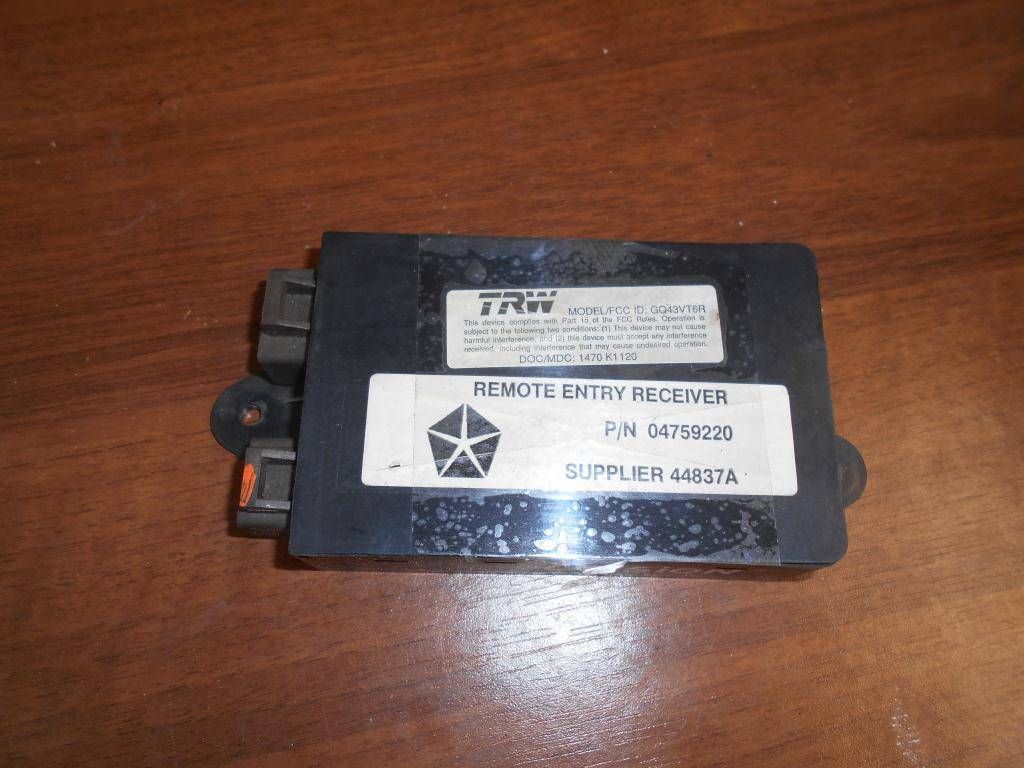 TRW MODEL/FCC ID: GQ43VT6R
This device complies with Part 15 of the FCC Rules. Operation is
subject to the following two conditions: (1) This device may not cause
harmful interference, and (2) this device must accept any interference
received, including interference that may cause undesired operation.
DOC/MDC: 1470 K1120
REMOTE ENTRY RECEIVER
P/N 04759220
SUPPLIER 44837A